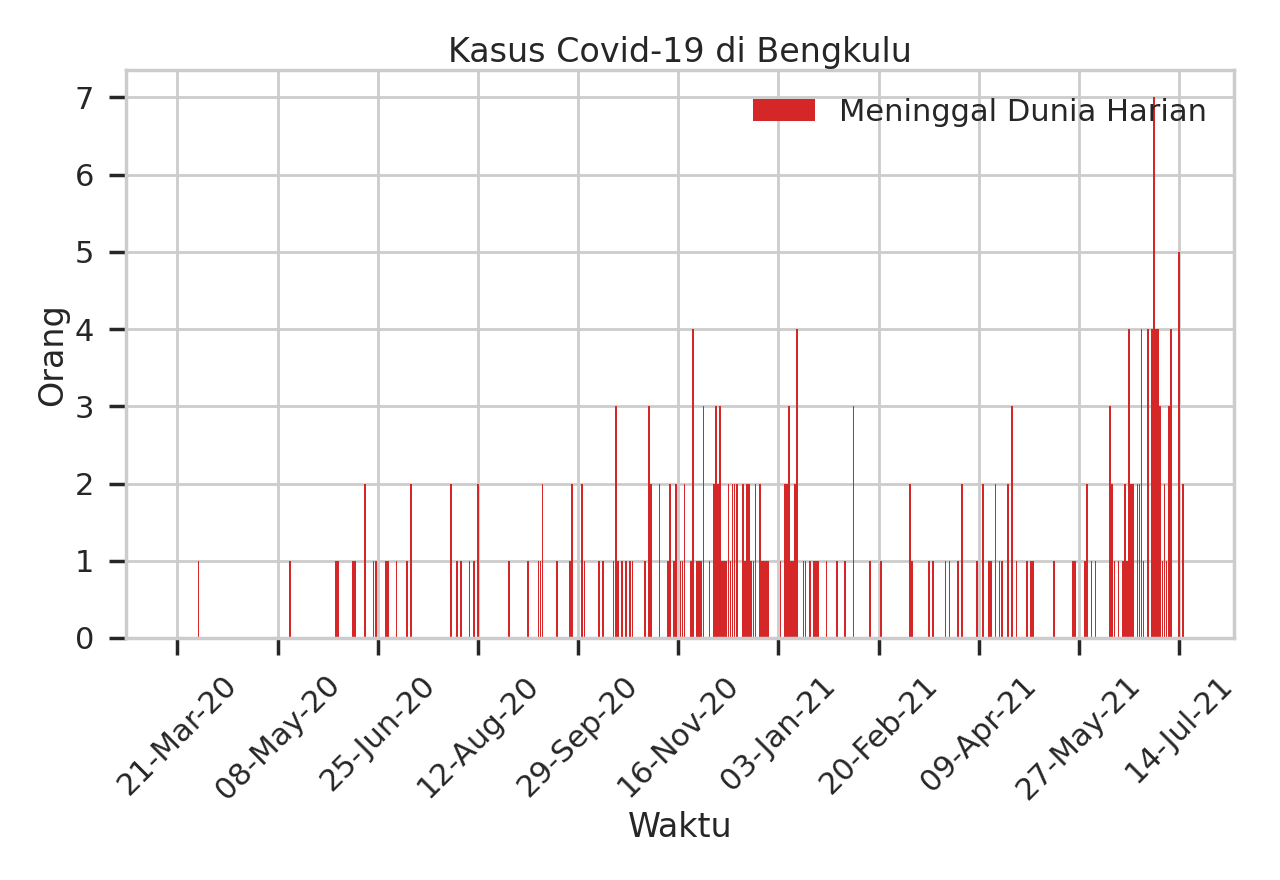 Kasus Covid-19 di Bengkulu
Meninggal Dunia Harian
Orang
7
6
5
4
3
2
1
0
21-Mar-20
08-May-20
25-Jun-20
12-Aug-20
29-Sep-20
16-Nov-20
03-Jan-21
20-Feb-21
09-Apr-21
27-May-21
14-Jul-21
Waktu